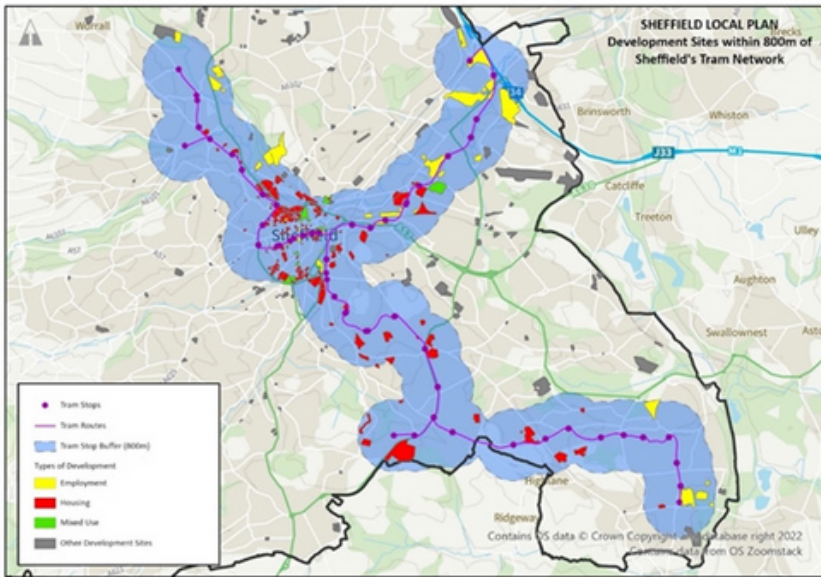 SHEFFIELD LOCAL PLAN
Development Sites within 800m of
Sheffield's Tram Network
Worrall
Brecks
J34
Brinsworth
Whiston
J33
M1
Catcliffe
Treeton
Ulley
Sheffield
A57
Aughton
Swallownest
Asto
Highlane
Ridgeway
Tram Stops
Tram Routes
Tram Stop Buffer (800m)
Types of Development
Employment
Housing
Mixed Use
Other Development Sites
Contains OS data © Crown Copyright and database right 2022
Contains data from OS Zoomstack